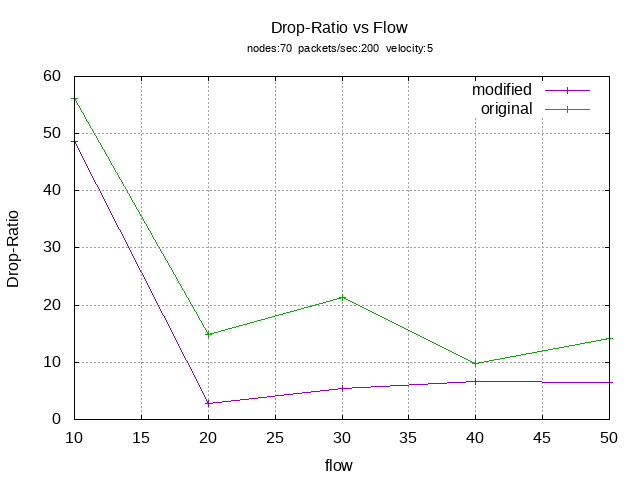 Drop-Ratio vs Flow
nodes:70 packets/sec:200 velocity:5
modified
original
Drop-Ratio
60
50
40
30
20
10
0
10 15 20 25 30 35 40 45 50
flow